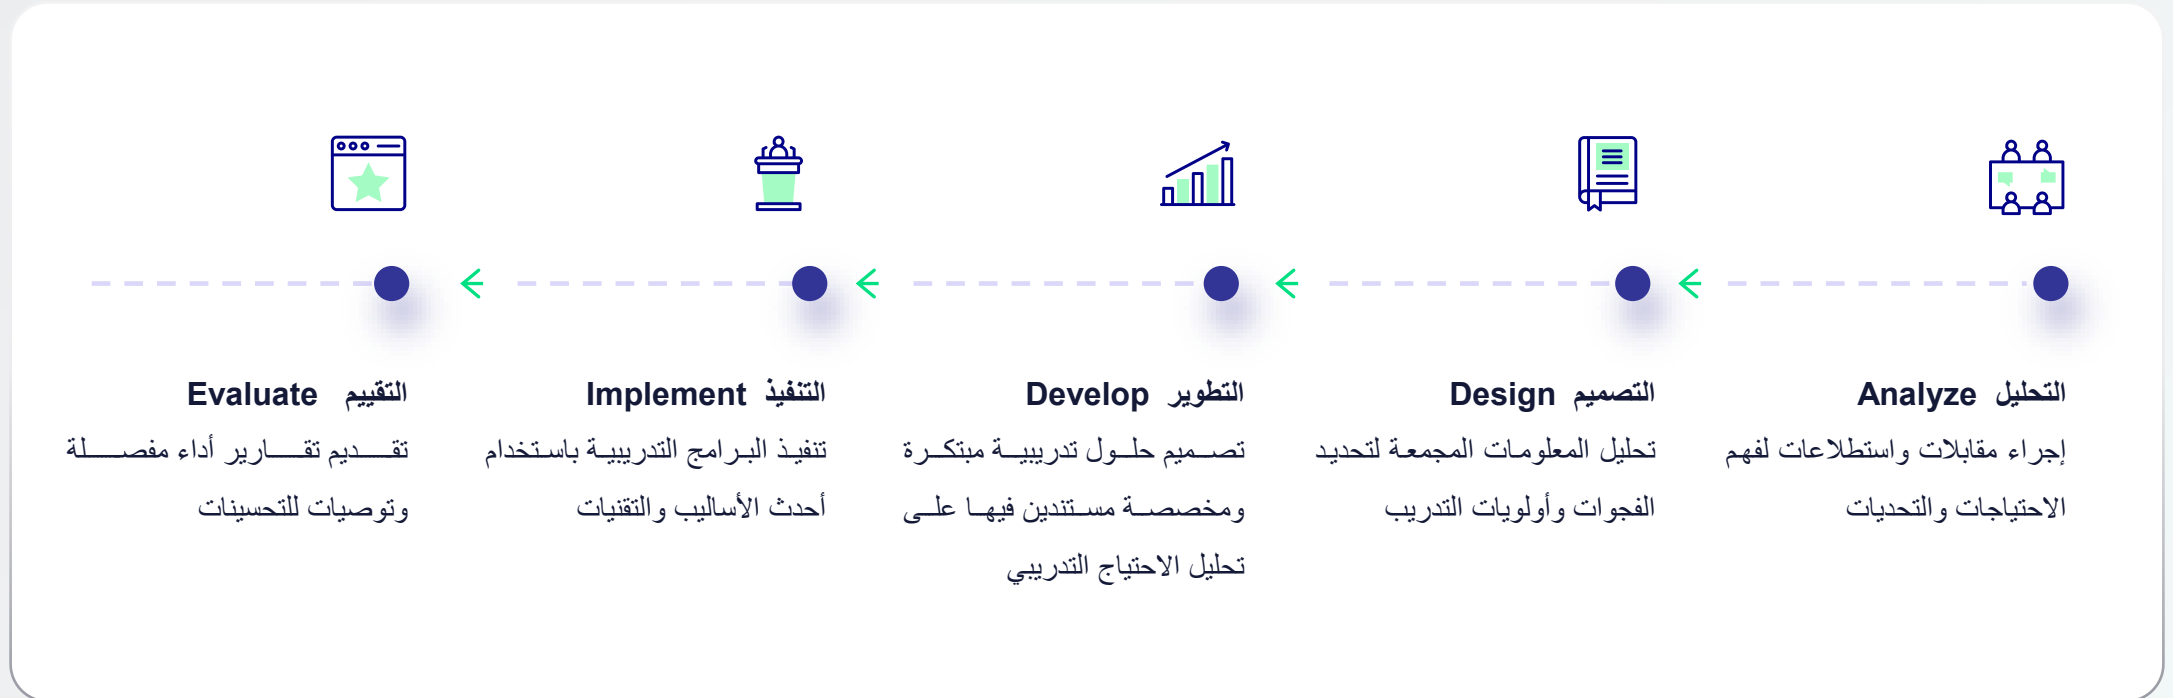 التحليل Analyze
إجراء مقابلات واستطلاعات لفهم
الاحتياجات والتحديات
التصميم Design
تحليل المعلومات المجمعة لتحديد
الفجوات وأولويات التدريب
التطوير Develop
تصميم حلول تدريبية مبتكرة
ومخصصة مستندين فيها على
تحليل الاحتياج التدريبي
التنفيذ Implement
تنفيذ البرامج التدريبية باستخدام
أحدث الأساليب والتقنيات
التقييم Evaluate
تقديم تقارير أداء مفصلة
وتوصيات للتحسينات